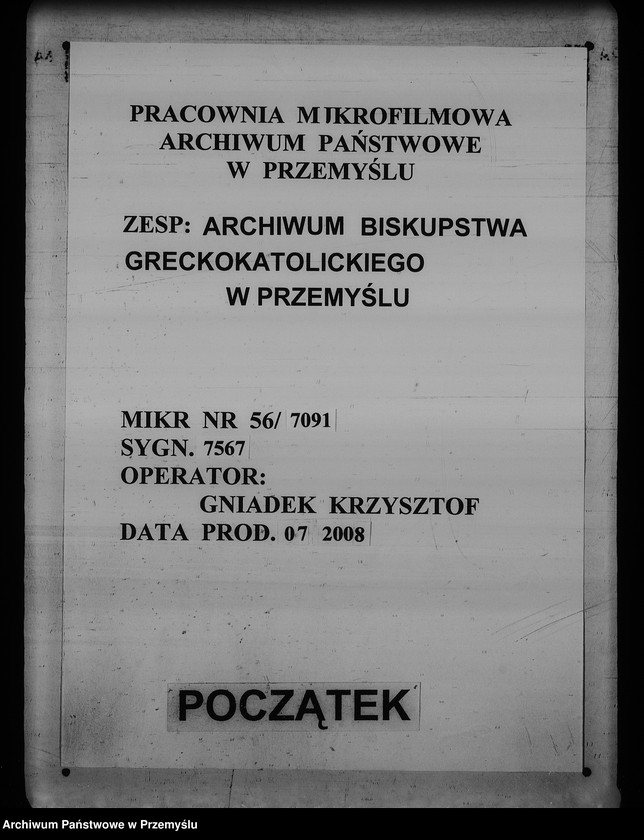 PRACOWNIA MIKROFILMOWA
ARCHIWUM PAŃSTWOWE
W PRZEMYŚLU
ZESP: ARCHIWUM BISKUPSTWA
GRECKOKATOLICKIEGO
W PRZEMYŚLU
MIKR NR 56/ 7091
SYGN. 7567
OPERATOR:
GNIADEK KRZYSZTOF
DATA PROD. 07 2008
POCZĄTEK
Archiwum Państwowe w Przemyślu